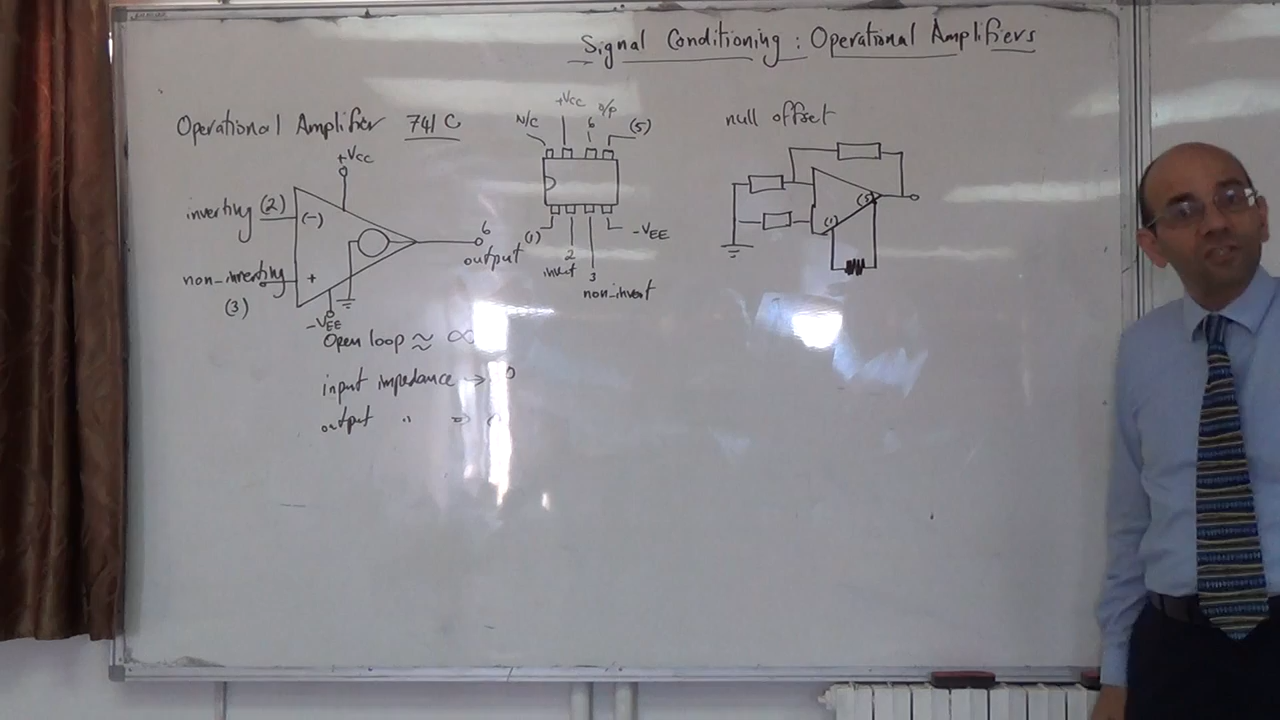 Signal Conditioning : Operational Amplifiers
Operational Amplifier 741 C
+Vcc
inverting (2)
(-)
non-inverting
+
(3)
-VEE
6
output
N/C
+Vcc
6
o/p
(5)
(1)
2
invert
3
non-invert
-VEE
null offset
(1)
(5)
Open loop ≈ ∞
input impedance →
output " →